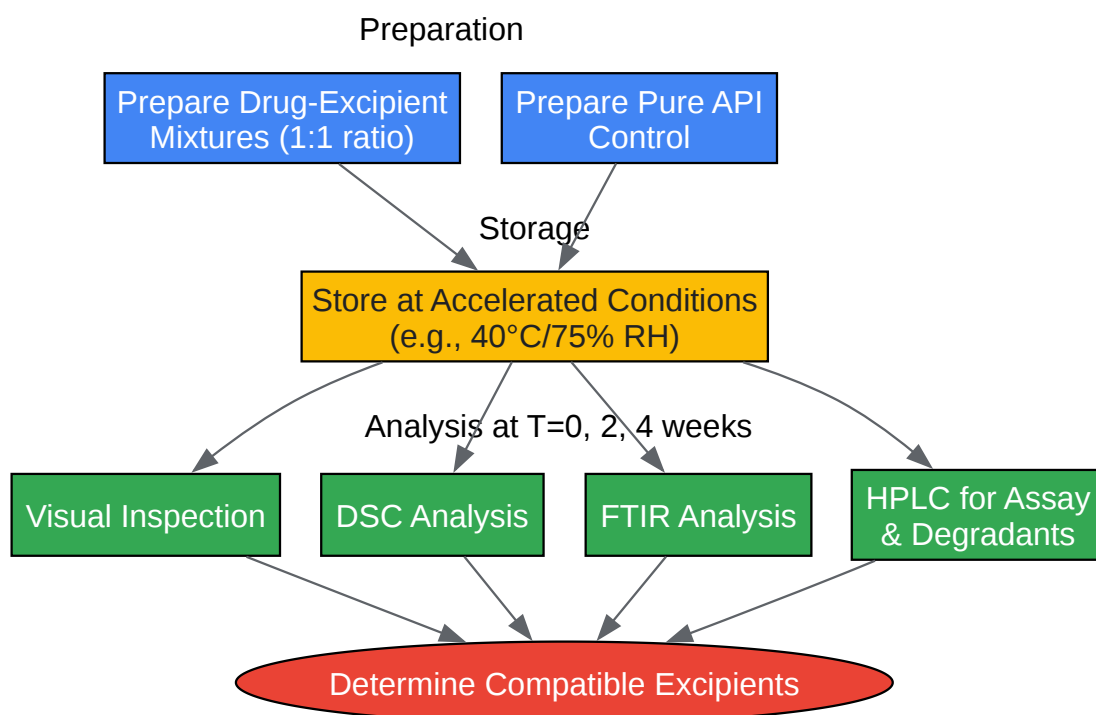 Preparation
Prepare Drug-Excipient
Mixtures (1:1 ratio)
Prepare Pure API
Control
Storage
Store at Accelerated Conditions
(e.g., 40°C/75% RH)
Analysis at T=0, 2, 4 weeks
Visual Inspection
DSC Analysis
FTIR Analysis
HPLC for Assay
& Degradants
Determine Compatible Excipients